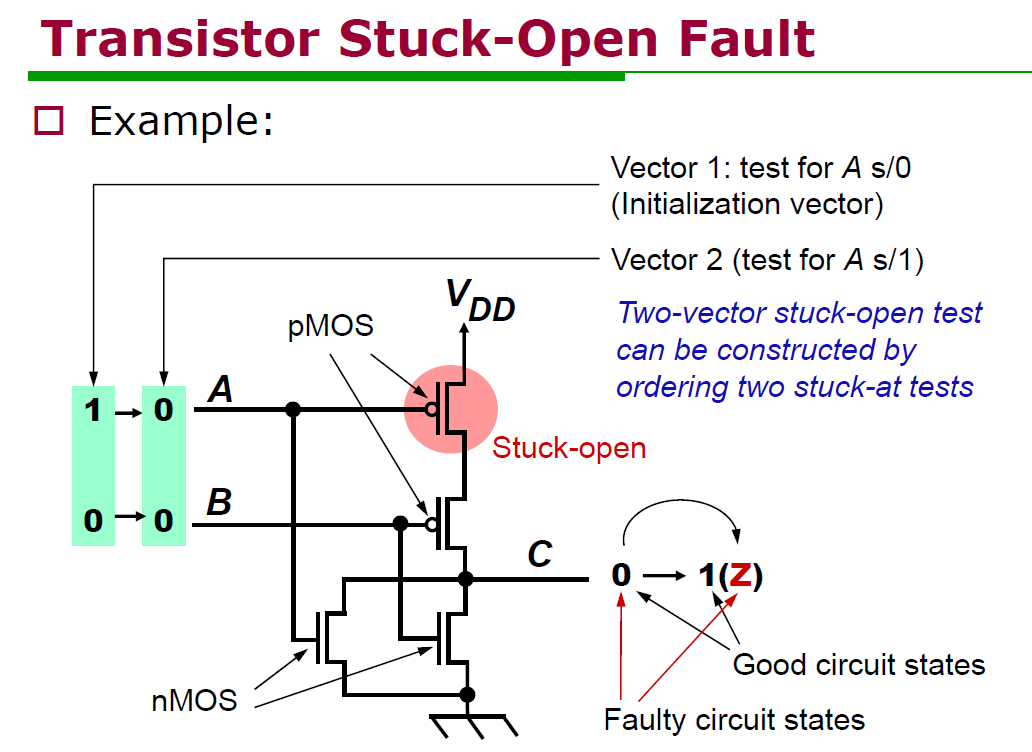 Transistor Stuck-Open Fault
Example:
Vector 1: test for A s/0
(Initialization vector)
Vector 2 (test for A s/1)
Two-vector stuck-open test
can be constructed by
ordering two stuck-at tests
VDD
pMOS
1 0 A
Stuck-open
0 0 B
C
0 1(Z)
Good circuit states
nMOS
Faulty circuit states